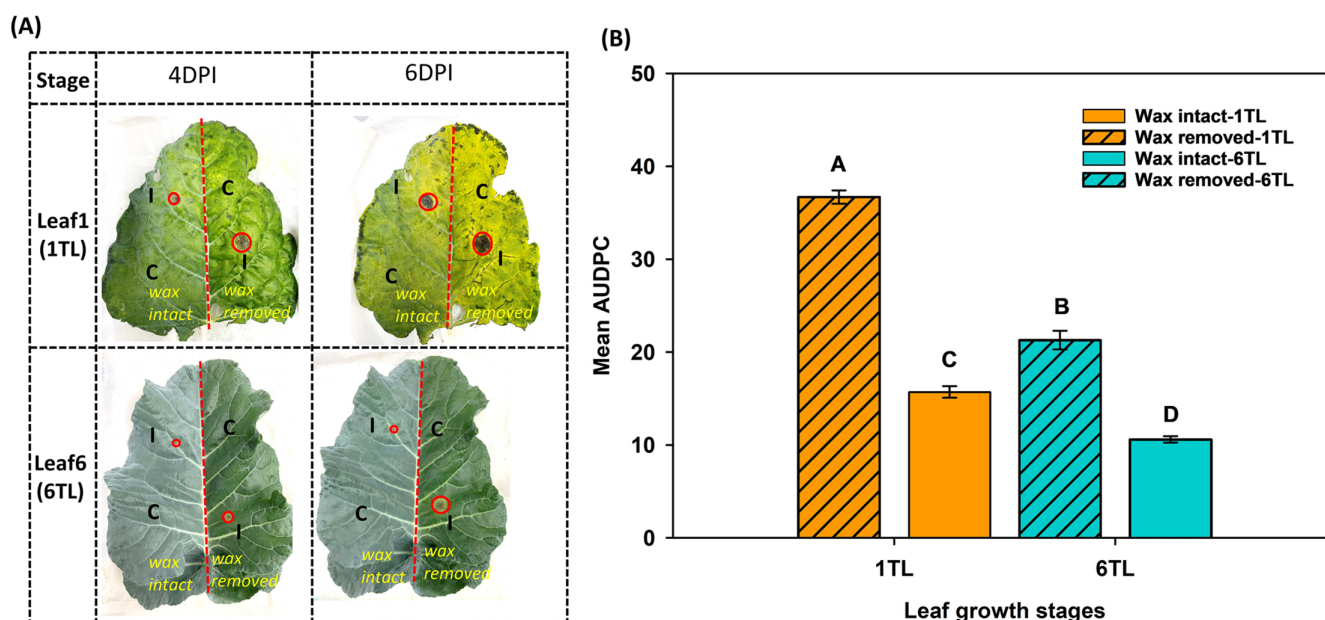 (A)
Stage 4DPI 6DPI
Leaf1
(1TL)
I
C
C
I
wax
intact
wax
removed
I
C
C
I
wax
intact
wax
removed
Leaf6
(6TL)
I
C
C
I
wax
intact
wax
removed
I
C
C
I
wax
intact
wax
removed
(B)
Mean AUDPC
50
40
30
20
10
0
Wax intact-1TL
Wax removed-1TL
Wax intact-6TL
Wax removed-6TL
A
C
B
D
1TL 6TL
Leaf growth stages